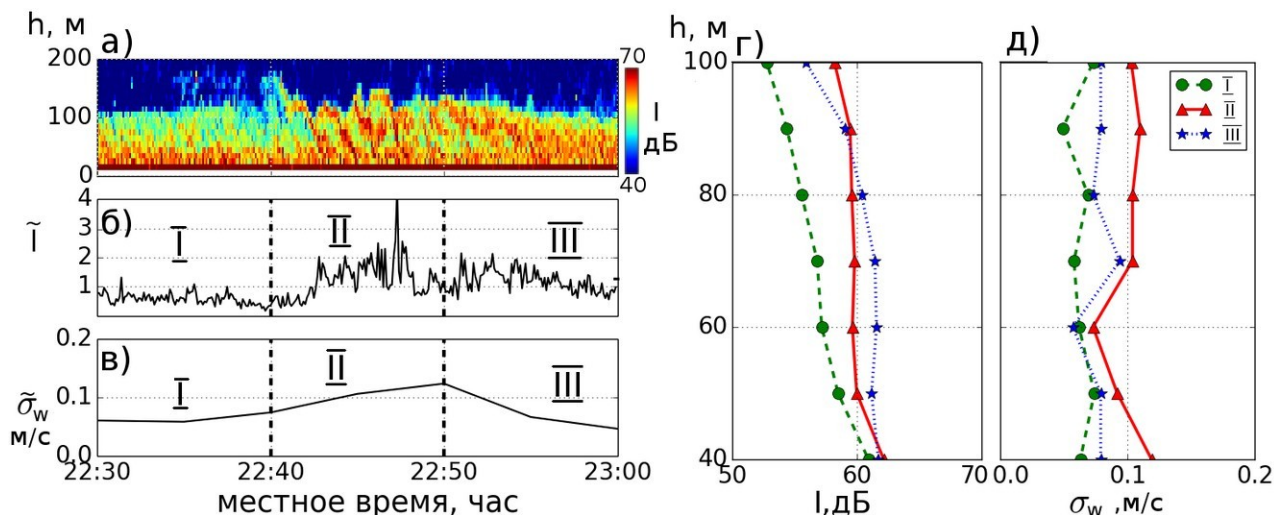 h, м
а)
200
100
0
70
I
дБ
40
б)
Ĩ
4
3
2
1
I
II
III
в)
σ̃w
м/с
0.2
0.1
0.0
I
II
III
22:30
22:40
22:50
23:00
местное время, час
h, м
г)
100
80
60
40
50
60
70
I,дБ
д)
I
II
III
0.0
0.1
0.2
σw ,м/с